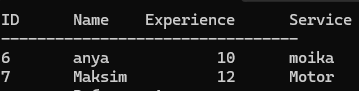 ID Name Experience Service
---------------------------------
6 anya 10 moika
7 Maksim 12 Motor